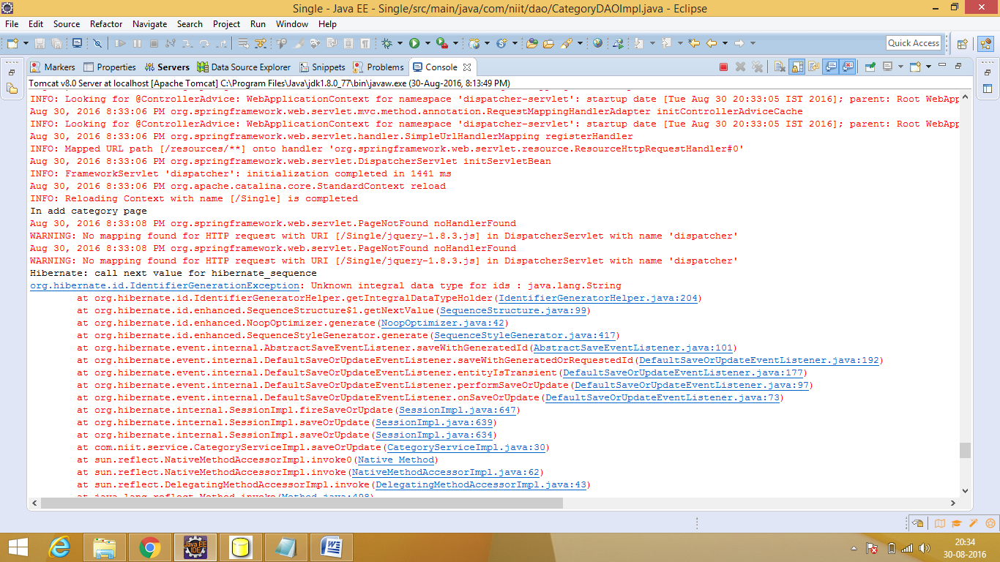 Single - Java EE - Single/src/main/java/com/niit/dao/CategoryDAOImpl.java - Eclipse
File Edit Source Refactor Navigate Search Project Run Window Help
Quick Access
Markers Properties Servers Data Source Explorer Snippets Problems Console
Tomcat v8.0 Server at localhost [Apache Tomcat] C:\Program Files\Java\jdk1.8.0_77\bin\javaw.exe (30-Aug-2016, 8:13:49 PM)
INFO: Looking for @ControllerAdvice: WebApplicationContext for namespace 'dispatcher-servlet': startup date [Tue Aug 30 20:33:05 IST 2016]; parent: Root WebApp
Aug 30, 2016 8:33:06 PM org.springframework.web.servlet.mvc.method.annotation.RequestMappingHandlerAdapter initControllerAdviceCache
INFO: Looking for @ControllerAdvice: WebApplicationContext for namespace 'dispatcher-servlet': startup date [Tue Aug 30 20:33:05 IST 2016]; parent: Root WebApp
Aug 30, 2016 8:33:06 PM org.springframework.web.servlet.handler.SimpleUrlHandlerMapping registerHandler
INFO: Mapped URL path [/resources/**] onto handler 'org.springframework.web.servlet.resource.ResourceHttpRequestHandler#0'
Aug 30, 2016 8:33:06 PM org.springframework.web.servlet.DispatcherServlet initServletBean
INFO: FrameworkServlet 'dispatcher': initialization completed in 1441 ms
Aug 30, 2016 8:33:06 PM org.apache.catalina.core.StandardContext reload
INFO: Reloading Context with name [/Single] is completed
In add category page
Aug 30, 2016 8:33:08 PM org.springframework.web.servlet.PageNotFound noHandlerFound
WARNING: No mapping found for HTTP request with URI [/Single/jquery-1.8.3.js] in DispatcherServlet with name 'dispatcher'
Aug 30, 2016 8:33:08 PM org.springframework.web.servlet.PageNotFound noHandlerFound
WARNING: No mapping found for HTTP request with URI [/Single/jquery-1.8.3.js] in DispatcherServlet with name 'dispatcher'
Hibernate: call next value for hibernate_sequence
org.hibernate.id.IdentifierGenerationException: Unknown integral data type for ids : java.lang.String
at org.hibernate.id.IdentifierGeneratorHelper.getIntegralDataTypeHolder(IdentifierGeneratorHelper.java:204)
at org.hibernate.id.enhanced.SequenceStructure$1.getNextValue(SequenceStructure.java:99)
at org.hibernate.id.enhanced.NoopOptimizer.generate(NoopOptimizer.java:42)
at org.hibernate.id.enhanced.SequenceStyleGenerator.generate(SequenceStyleGenerator.java:417)
at org.hibernate.event.internal.AbstractSaveEventListener.saveWithGeneratedId(AbstractSaveEventListener.java:101)
at org.hibernate.event.internal.DefaultSaveOrUpdateEventListener.saveWithGeneratedOrRequestedId(DefaultSaveOrUpdateEventListener.java:192)
at org.hibernate.event.internal.DefaultSaveOrUpdateEventListener.entityIsTransient(DefaultSaveOrUpdateEventListener.java:177)
at org.hibernate.event.internal.DefaultSaveOrUpdateEventListener.performSaveOrUpdate(DefaultSaveOrUpdateEventListener.java:97)
at org.hibernate.event.internal.DefaultSaveOrUpdateEventListener.onSaveOrUpdate(DefaultSaveOrUpdateEventListener.java:73)
at org.hibernate.internal.SessionImpl.fireSaveOrUpdate(SessionImpl.java:647)
at org.hibernate.internal.SessionImpl.saveOrUpdate(SessionImpl.java:639)
at org.hibernate.internal.SessionImpl.saveOrUpdate(SessionImpl.java:634)
at com.niit.service.CategoryServiceImpl.saveOrUpdate(CategoryServiceImpl.java:30)
at sun.reflect.NativeMethodAccessorImpl.invoke0(Native Method)
at sun.reflect.NativeMethodAccessorImpl.invoke(NativeMethodAccessorImpl.java:62)
at sun.reflect.DelegatingMethodAccessorImpl.invoke(DelegatingMethodAccessorImpl.java:43)
at java.lang.reflect.Method.invoke(Method.java:498)
Java EE
IDE
20:34
30-08-2016